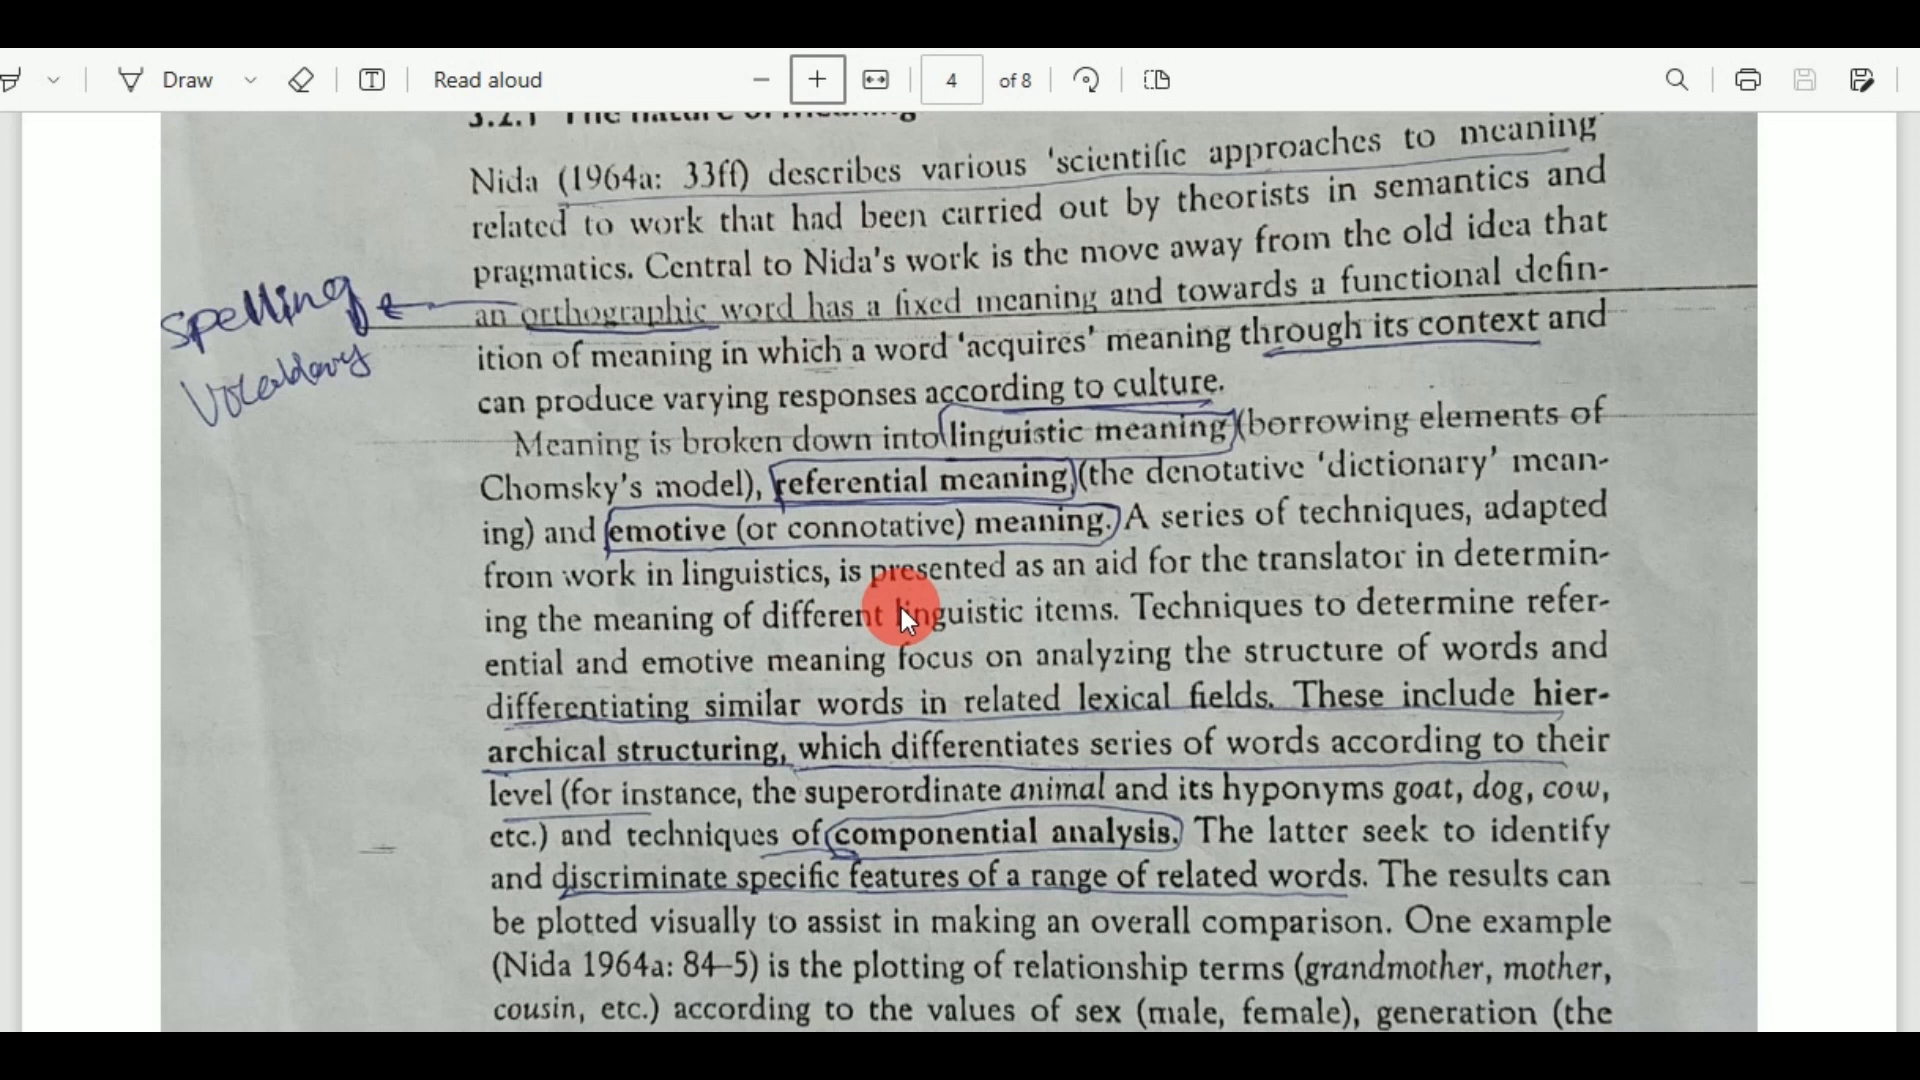 Draw
Read aloud
4 of 8
3.2.1 The nature of meaning
Nida (1964a: 33ff) describes various 'scientific approaches to meaning'
related to work that had been carried out by theorists in semantics and
pragmatics. Central to Nida's work is the move away from the old idea that
an orthographic word has a fixed meaning and towards a functional defin-
ition of meaning in which a word 'acquires' meaning through its context and
can produce varying responses according to culture.
Spelling
Meaning is broken down into linguistic meaning (borrowing elements of
Chomsky's model), referential meaning (the denotative 'dictionary' mean-
ing) and emotive (or connotative) meaning. A series of techniques, adapted
from work in linguistics, is presented as an aid for the translator in determin-
ing the meaning of different linguistic items. Techniques to determine refer-
ential and emotive meaning focus on analyzing the structure of words and
differentiating similar words in related lexical fields. These include hier-
archical structuring, which differentiates series of words according to their
level (for instance, the superordinate animal and its hyponyms goat, dog, cow,
etc.) and techniques of componential analysis. The latter seek to identify
and discriminate specific features of a range of related words. The results can
be plotted visually to assist in making an overall comparison. One example
(Nida 1964a: 84–5) is the plotting of relationship terms (grandmother, mother,
cousin, etc.) according to the values of sex (male, female), generation (the